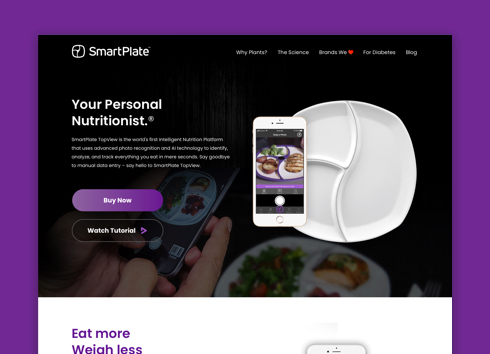 SmartPlate™
Why Plants?
The Science
Brands We ❤
For Diabetes
Blog
Your Personal
Nutritionist.®
SmartPlate TopView is the world's first Intelligent Nutrition Platform
that uses advanced photo recognition and AI technology to identify,
analyze, and track everything you eat in mere seconds. Say goodbye
to manual data entry – say hello to SmartPlate TopView.
Buy Now
Watch Tutorial
Eat more
Weigh less